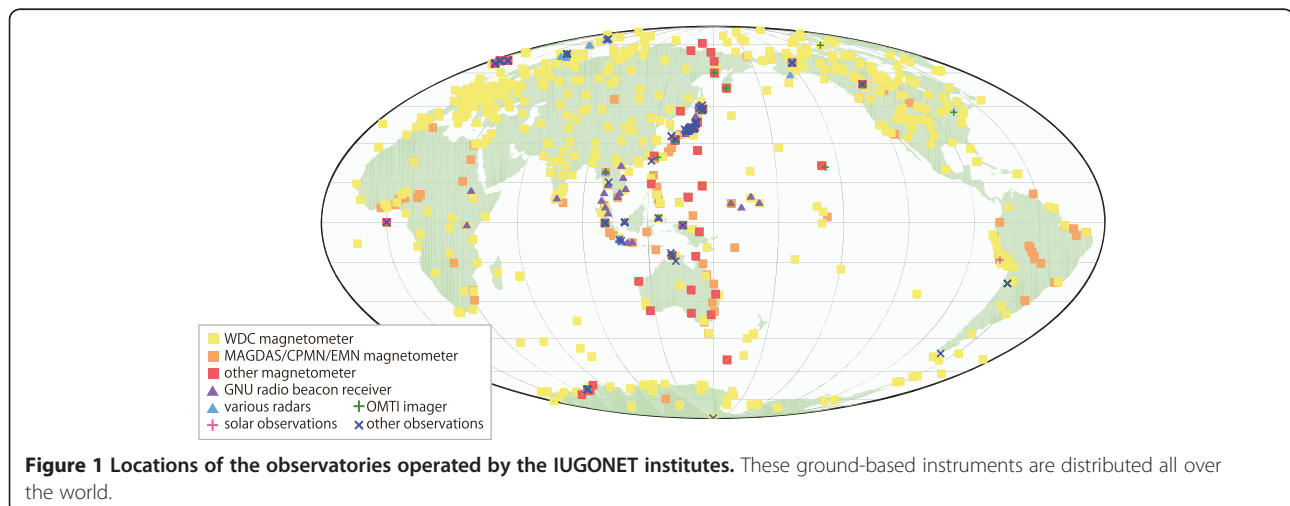 WDC magnetometer
MAGDAS/CPMN/EMN magnetometer
other magnetometer
GNU radio beacon receiver
various radars OMTI imager
solar observations other observations
Figure 1 Locations of the observatories operated by the IUGONET institutes. These ground-based instruments are distributed all over
the world.